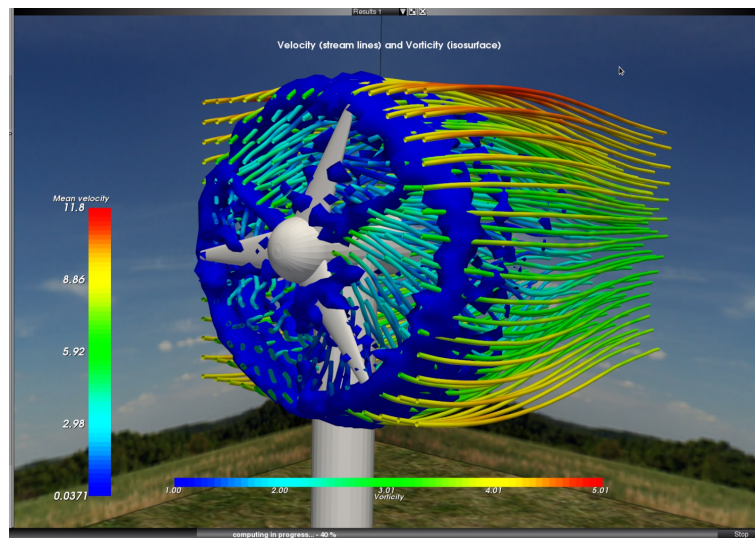 Results 1
Velocity (stream lines) and Vorticity (isosurface)
Mean velocity
11.8
8.86
5.92
2.98
0.0371
1.00 2.00 3.01 4.01 5.01
Vorticity
computing in progress... - 40 %
Stop